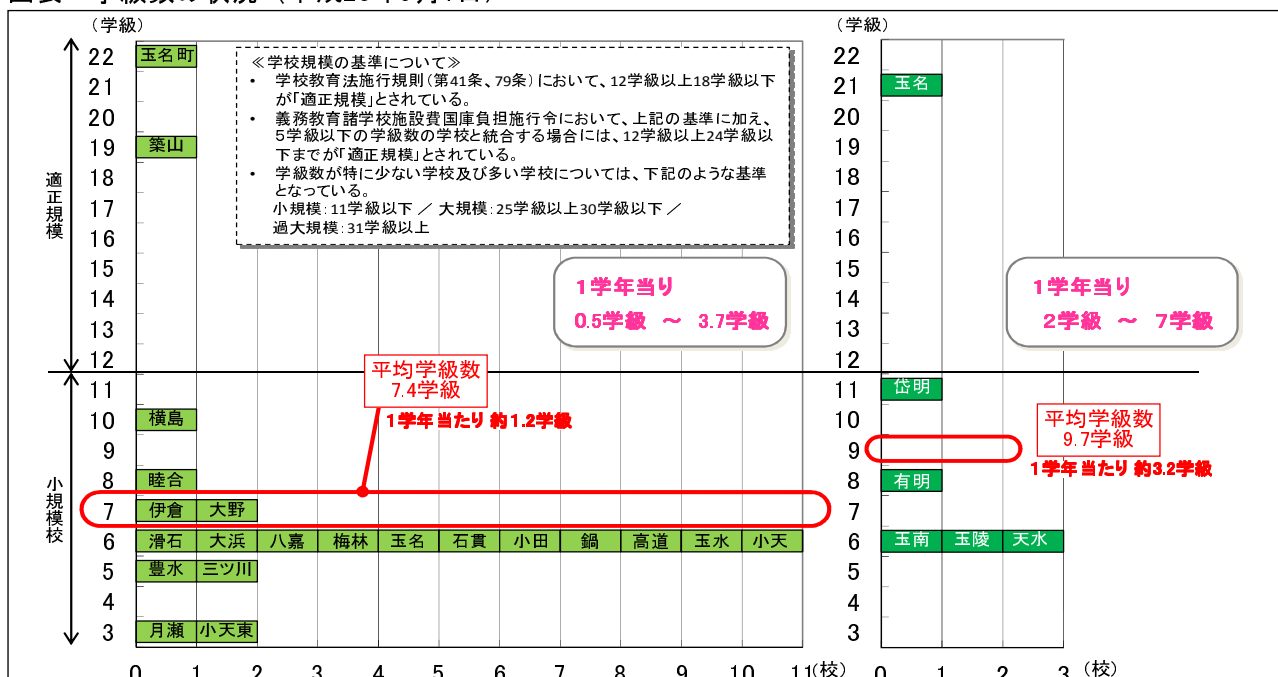 (学級)
22
21
20
19
18
17
16
15
14
13
12
11
10
9
8
7
6
5
4
3
適正規模
小規模校
玉名町
築山
横島
睦合
伊倉 大野
滑石 大浜 八嘉 梅林 玉名 石貫 小田 鍋 高道 玉水 小天
豊水 三ツ川
月瀬 小天東
0 1 2 3 4 5 6 7 8 9 10 11(校)
≪学校規模の基準について≫
• 学校教育法施行規則(第41条、79条)において、12学級以上18学級以下
が「適正規模」とされている。
• 義務教育諸学校施設費国庫負担施行令において、上記の基準に加え、
5学級以下の学級数の学校と統合する場合には、12学級以上24学級以
下までが「適正規模」とされている。
• 学級数が特に少ない学校及び多い学校については、下記のような基準
となっている。
小規模:11学級以下 / 大規模:25学級以上30学級以下 /
過大規模:31学級以上
1学年当り
0.5学級 ~ 3.7学級
平均学級数
7.4学級
1学年当たり 約1.2学級
(学級)
22
21
20
19
18
17
16
15
14
13
12
11
10
9
8
7
6
5
4
3
玉名
岱明
有明
玉南 玉陵 天水
0 1 2 3 (校)
1学年当り
2学級 ~ 7学級
平均学級数
9.7学級
1学年当たり 約3.2学級